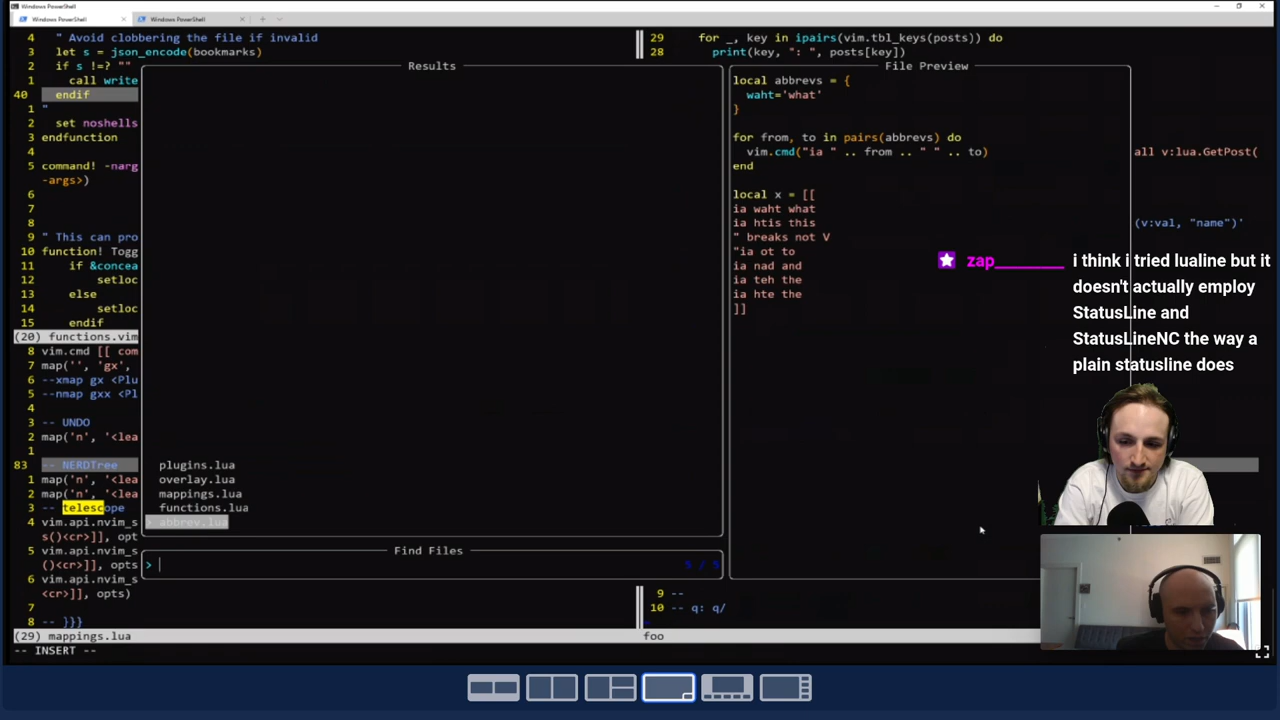 Windows PowerShell
Windows PowerShell
Windows PowerShell
4 " Avoid clobbering the file if invalid
3 let s = json_encode(bookmarks)
2 if s !=? ""
1 call write
40 endif
1 "
2 set noshells
3 endfunction
4
5 command! -narg
-args>)
6
7
8
9 " This can pro
10 function! Togg
11 if &concea
12 setloc
13 else
14 setloc
15 endif
(20) functions.vim
8 vim.cmd [[ com
7 map('', 'gx',
6 --xmap gx <Plu
5 --nmap gxx <Pl
4
3 -- UNDO
2 map('n', '<lea
1
83 -- NERDTree
1 map('n', '<lea
2 map('n', '<lea
3 -- telescope
4 vim.api.nvim_s
s()<cr>]], opt
5 vim.api.nvim_s
()<cr>]], opts
6 vim.api.nvim_s
<cr>]], opts)
7
8 -- }}}
(29) mappings.lua
-- INSERT --
Results
plugins.lua
overlay.lua
mappings.lua
functions.lua
> abbrev.lua
Find Files
>
5 / 5
29 for _, key in ipairs(vim.tbl_keys(posts)) do
28 print(key, ": ", posts[key])
File Preview
local abbrevs = {
waht='what'
}
for from, to in pairs(abbrevs) do
vim.cmd("ia " .. from .. " " .. to)
end
local x = [[
ia waht what
ia htis this
" breaks not V
"ia ot to
ia nad and
ia teh the
ia hte the
]]
all v:lua.GetPost(
(v:val, "name")'
9 --
10 -- q: q/
foo
zap________ i think i tried lualine but it
doesn't actually employ
StatusLine and
StatusLineNC the way a
plain statusline does